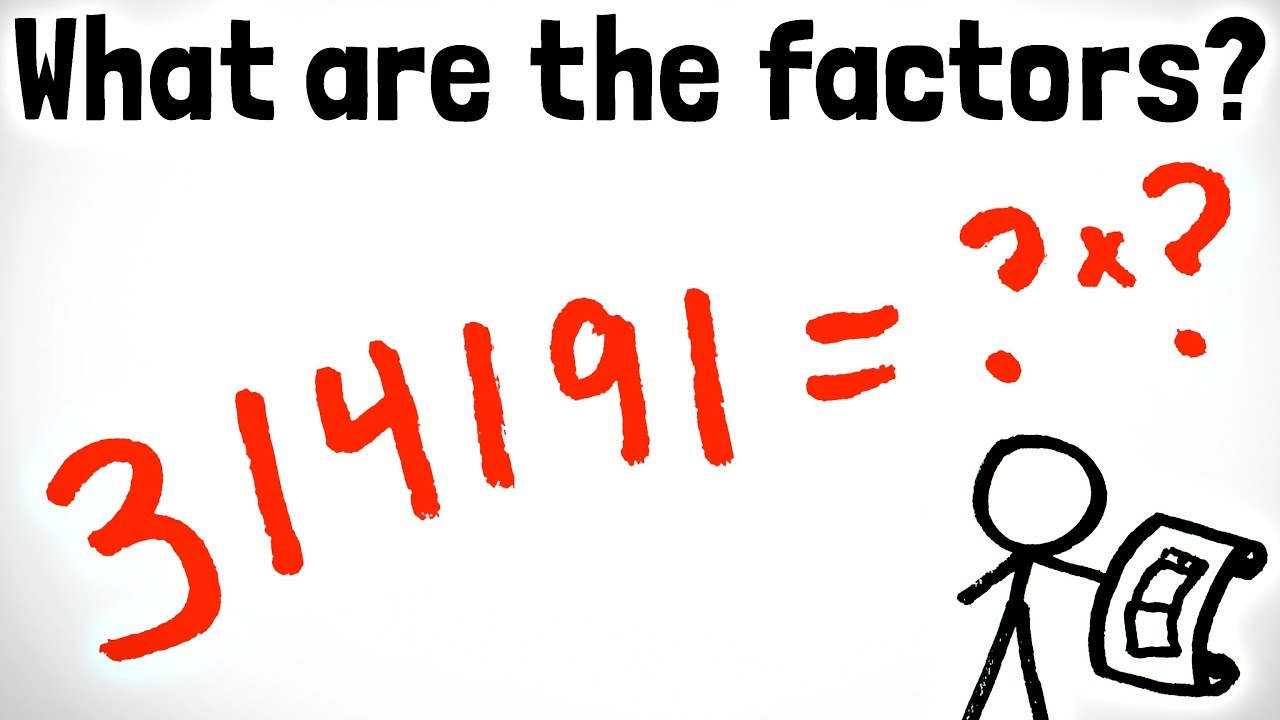 What are the factors?
314191 = ? x ?